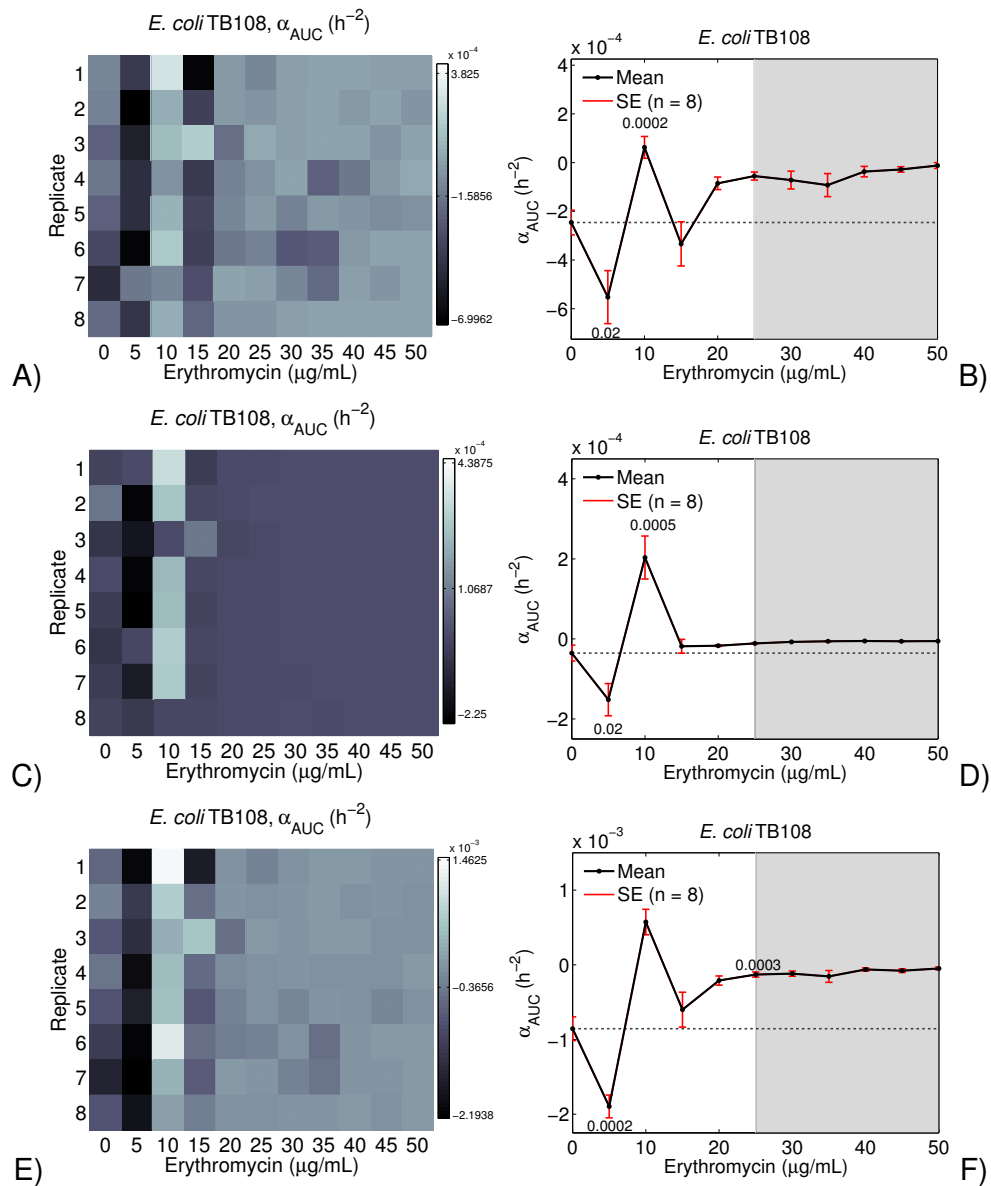 E. coli TB108, αAUC (h−2)
x 10−4
3.825
−1.5856
−6.9962
Replicate
1
2
3
4
5
6
7
8
0 5 10 15 20 25 30 35 40 45 50
Erythromycin (μg/mL)
A)
E. coli TB108
x 10−4
Mean
SE (n = 8)
0.0002
0.02
αAUC (h−2)
4
2
0
−2
−4
−6
0 10 20 30 40 50
Erythromycin (μg/mL)
B)
E. coli TB108, αAUC (h−2)
x 10−4
4.3875
1.0687
−2.25
Replicate
1
2
3
4
5
6
7
8
0 5 10 15 20 25 30 35 40 45 50
Erythromycin (μg/mL)
C)
E. coli TB108
x 10−4
Mean
SE (n = 8)
0.0005
0.02
αAUC (h−2)
4
2
0
−2
0 10 20 30 40 50
Erythromycin (μg/mL)
D)
E. coli TB108, αAUC (h−2)
x 10−3
1.4625
−0.3656
−2.1938
Replicate
1
2
3
4
5
6
7
8
0 5 10 15 20 25 30 35 40 45 50
Erythromycin (μg/mL)
E)
E. coli TB108
x 10−3
Mean
SE (n = 8)
0.0003
0.0002
αAUC (h−2)
1
0
−1
−2
0 10 20 30 40 50
Erythromycin (μg/mL)
F)